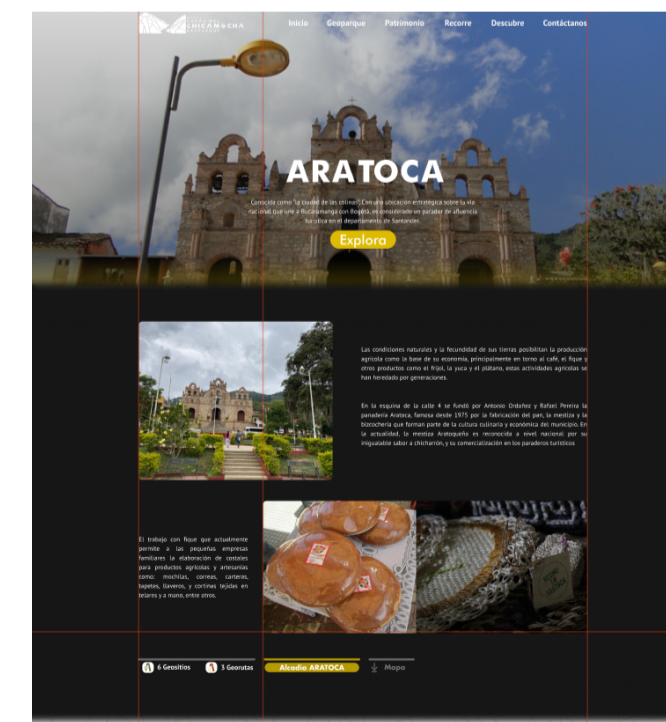 CHICAMOCHA
Inicio Geoparque Patrimonio Recorre Descubre Contáctanos
ARATOCA
Conocida como "la ciudad de las colinas". Con una ubicación estratégica sobre la vía
nacional que une a Bucaramanga con Bogotá, es considerado un parador de afluencia
turística en el departamento de Santander.
Explora
Las condiciones naturales y la fecundidad de sus tierras posibilitan la producción
agrícola como la base de su economía, principalmente en torno al café, el fique y
otros productos como el fríjol, la yuca y el plátano, estas actividades agrícolas se
han heredado por generaciones.
En la esquina de la calle 4 se fundó por Antonio Ordoñez y Rafael Pereira la
panadería Aratoca, famosa desde 1975 por la fabricación del pan, la mestiza y la
bizcochería que forman parte de la cultura culinaria y económica del municipio. En
la actualidad, la mestiza Aratoqueña es reconocida a nivel nacional por su
inigualable sabor a chicharrón, y su comercialización en los paraderos turísticos
El trabajo con fique que actualmente
permite a las pequeñas empresas
familiares la elaboración de costales
para productos agrícolas y artesanías
como: mochilas, correas, carteras,
tapetes, llaveros, y cortinas tejidas en
telares y a mano, entre otros.
6 Geositios 3 Georutas Alcadia ARATOCA Mapa